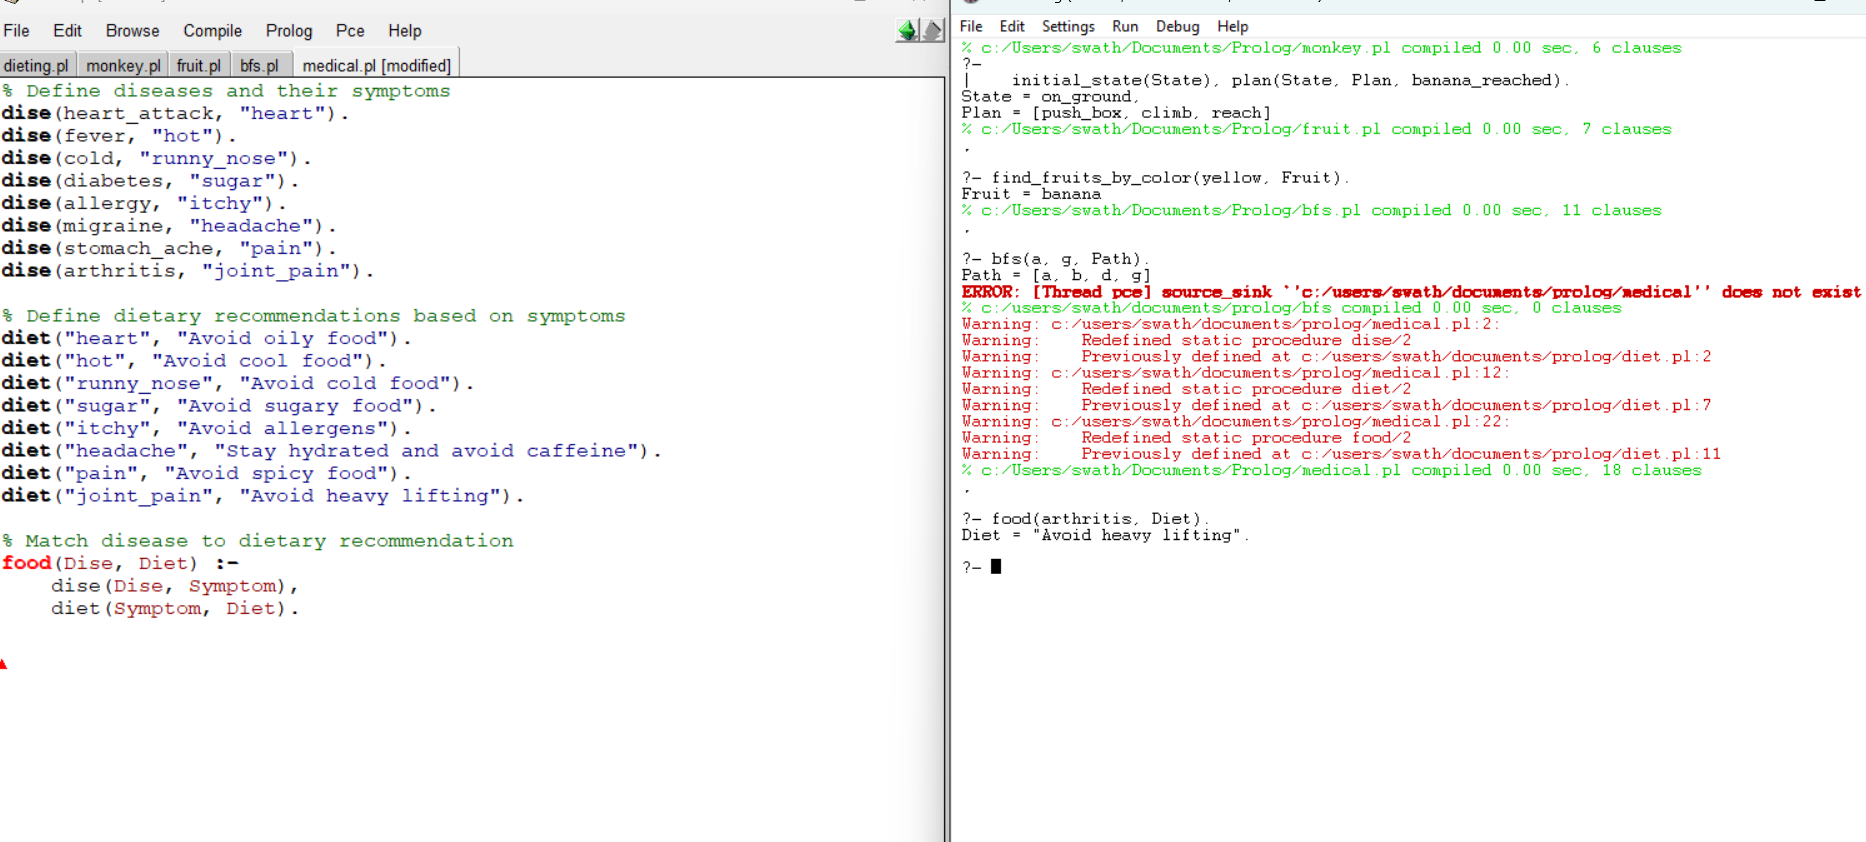 File Edit Browse Compile Prolog Pce Help
dieting.pl monkey.pl fruit.pl bfs.pl medical.pl [modified]
% Define diseases and their symptoms
dise(heart_attack, "heart").
dise(fever, "hot").
dise(cold, "runny_nose").
dise(diabetes, "sugar").
dise(allergy, "itchy").
dise(migraine, "headache").
dise(stomach_ache, "pain").
dise(arthritis, "joint_pain").
% Define dietary recommendations based on symptoms
diet("heart", "Avoid oily food").
diet("hot", "Avoid cool food").
diet("runny_nose", "Avoid cold food").
diet("sugar", "Avoid sugary food").
diet("itchy", "Avoid allergens").
diet("headache", "Stay hydrated and avoid caffeine").
diet("pain", "Avoid spicy food").
diet("joint_pain", "Avoid heavy lifting").
% Match disease to dietary recommendation
food(Dise, Diet) :-
    dise(Dise, Symptom),
    diet(Symptom, Diet).
File Edit Settings Run Debug Help
% c:/Users/swath/Documents/Prolog/monkey.pl compiled 0.00 sec, 6 clauses
?-
|    initial_state(State), plan(State, Plan, banana_reached).
State = on_ground,
Plan = [push_box, climb, reach]
% c:/Users/swath/Documents/Prolog/fruit.pl compiled 0.00 sec, 7 clauses
.
?- find_fruits_by_color(yellow, Fruit).
Fruit = banana
% c:/Users/swath/Documents/Prolog/bfs.pl compiled 0.00 sec, 11 clauses
.
?- bfs(a, g, Path).
Path = [a, b, d, g]
ERROR: [Thread pce] source_sink ``c:/users/swath/documents/prolog/medical'' does not exist
% c:/users/swath/documents/prolog/bfs compiled 0.00 sec, 0 clauses
Warning: c:/users/swath/documents/prolog/medical.pl:2:
Warning:    Redefined static procedure dise/2
Warning:    Previously defined at c:/users/swath/documents/prolog/diet.pl:2
Warning: c:/users/swath/documents/prolog/medical.pl:12:
Warning:    Redefined static procedure diet/2
Warning:    Previously defined at c:/users/swath/documents/prolog/diet.pl:7
Warning: c:/users/swath/documents/prolog/medical.pl:22:
Warning:    Redefined static procedure food/2
Warning:    Previously defined at c:/users/swath/documents/prolog/diet.pl:11
% c:/Users/swath/Documents/Prolog/medical.pl compiled 0.00 sec, 18 clauses
.
?- food(arthritis, Diet).
Diet = "Avoid heavy lifting".
?-